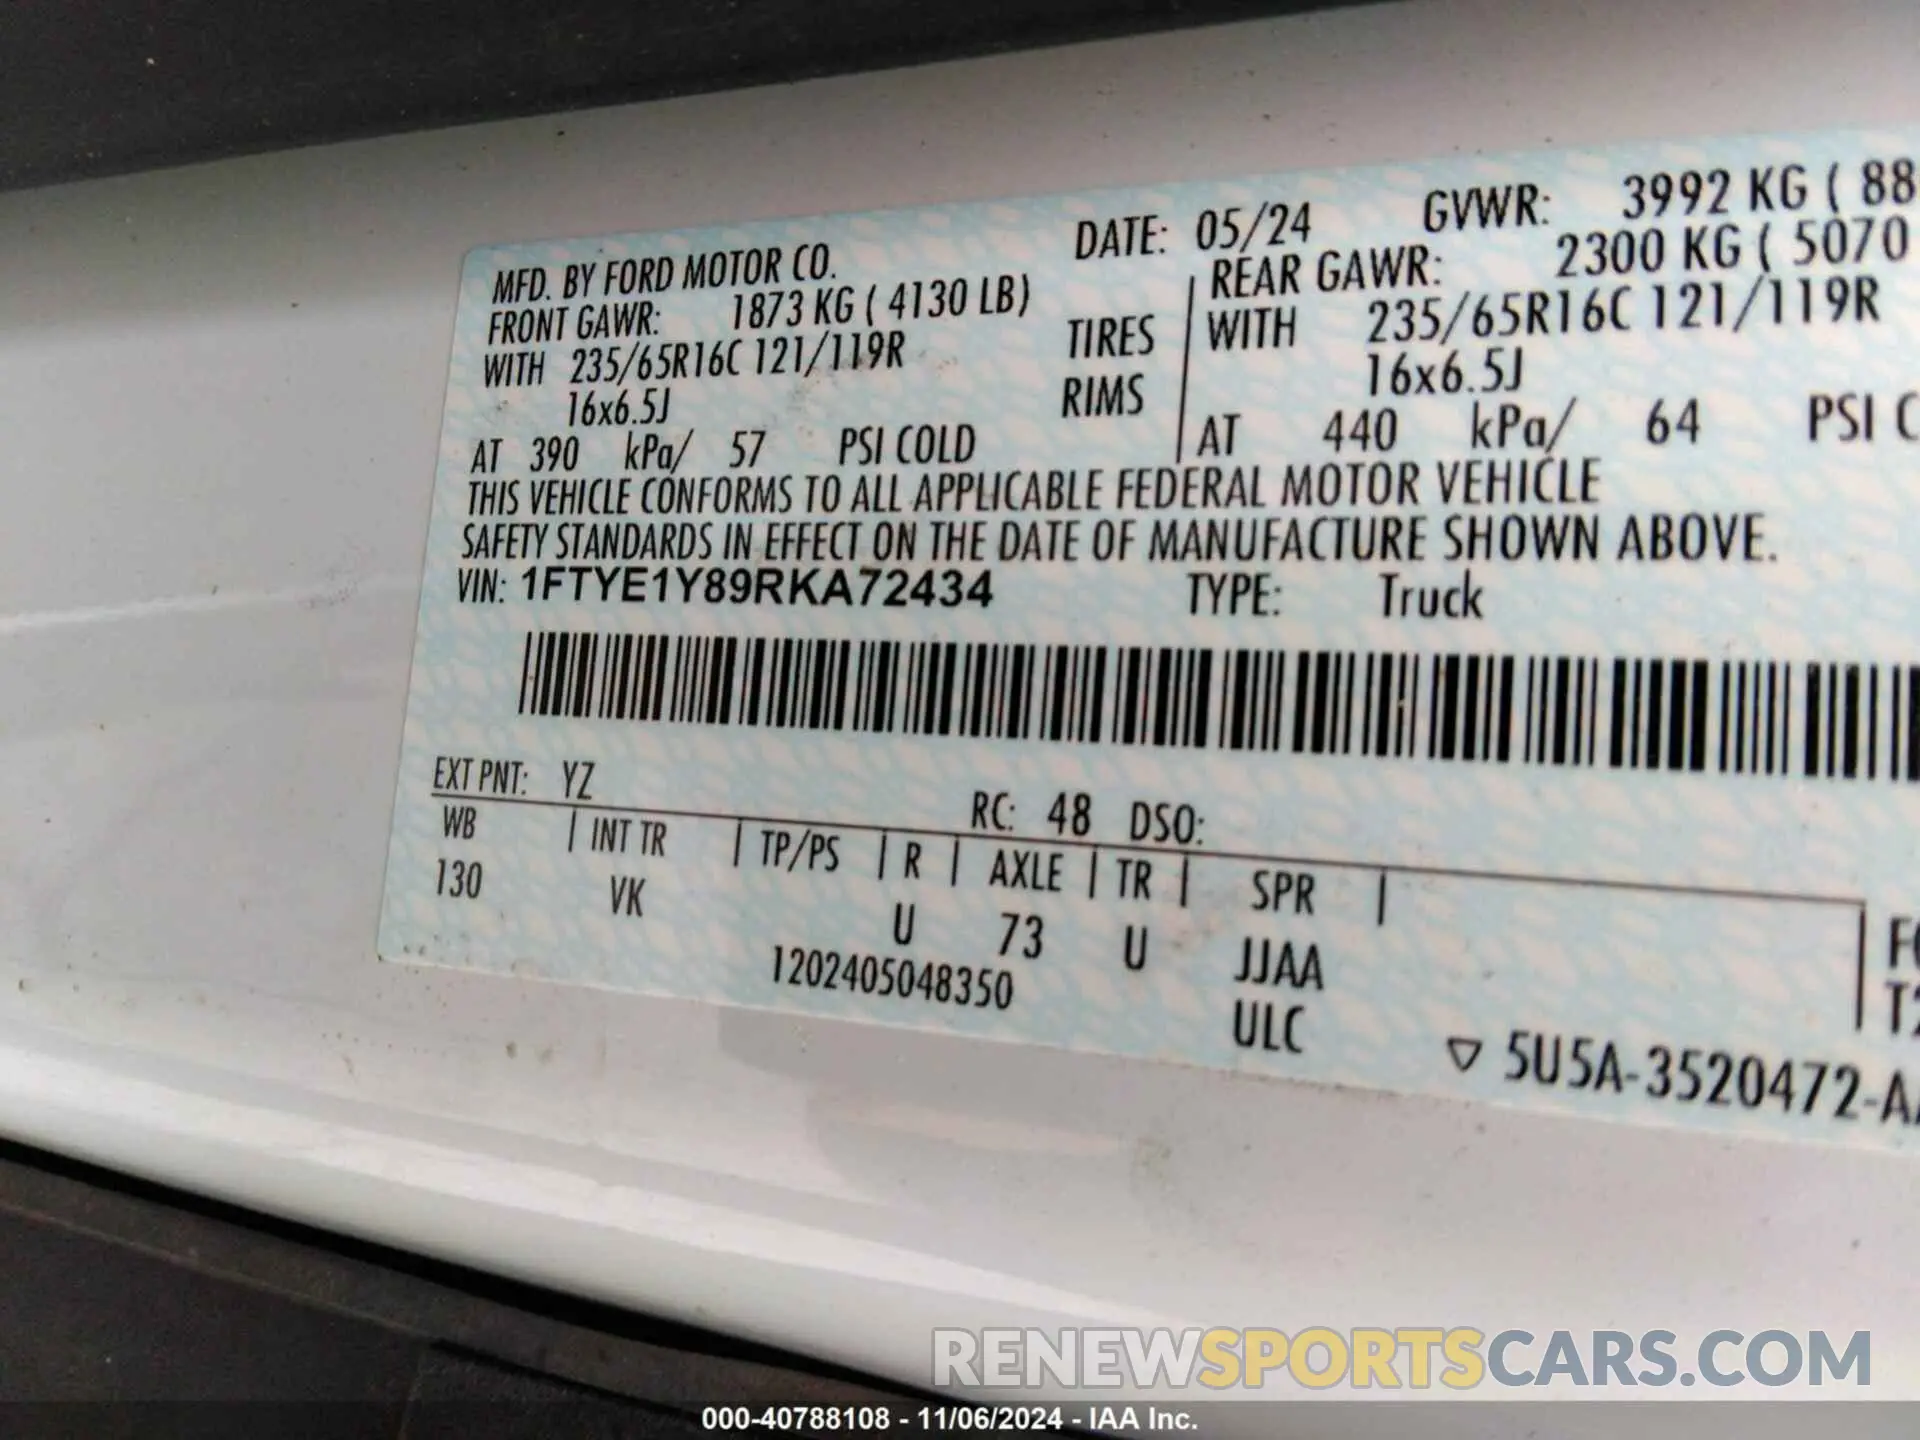 MFD. BY FORD MOTOR CO. DATE: 05/24 GVWR: 3992 KG ( 88
FRONT GAWR: 1873 KG ( 4130 LB) REAR GAWR: 2300 KG ( 5070
WITH 235/65R16C 121/119R TIRES WITH 235/65R16C 121/119R
16x6.5J RIMS 16x6.5J
AT 390 kPa/ 57 PSI COLD AT 440 kPa/ 64 PSI C
THIS VEHICLE CONFORMS TO ALL APPLICABLE FEDERAL MOTOR VEHICLE
SAFETY STANDARDS IN EFFECT ON THE DATE OF MANUFACTURE SHOWN ABOVE.
VIN: 1FTYE1Y89RKA72434 TYPE: Truck
EXT PNT: YZ RC: 48 DSO:
WB | INT TR | TP/PS | R | AXLE | TR | SPR |
130 VK U 73 U JJAA
1202405048350 ULC
▽ 5U5A-3520472-A
RENEWSPORTSCARS.COM
000-40788108 - 11/06/2024 - IAA Inc.